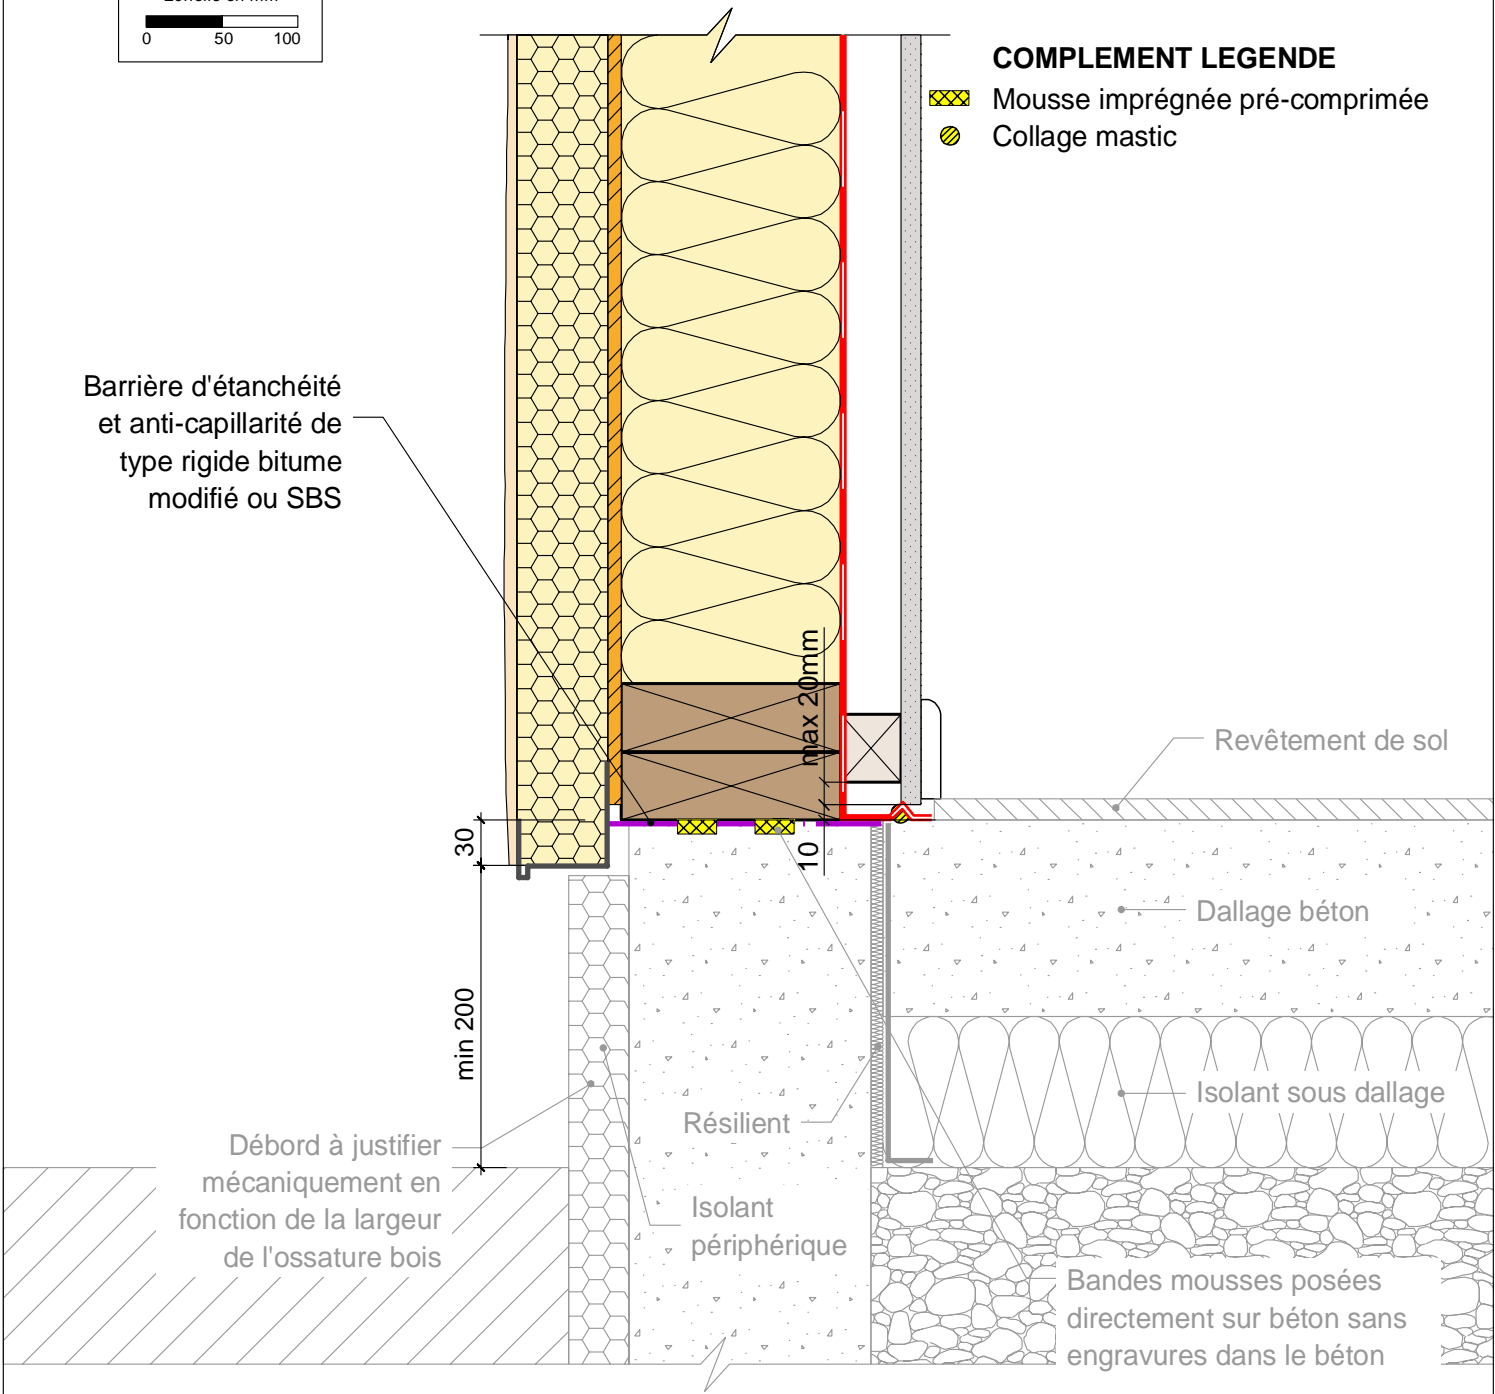 0 50 100
COMPLEMENT LEGENDE
Mousse imprégnée pré-comprimée
Collage mastic
Barrière d'étanchéité
et anti-capillarité de
type rigide bitume
modifié ou SBS
max 20mm
10
30
min 200
Revêtement de sol
Dallage béton
Isolant sous dallage
Résilient
Débord à justifier
mécaniquement en
fonction de la largeur
de l'ossature bois
Isolant
périphérique
Bandes mousses posées
directement sur béton sans
engravures dans le béton